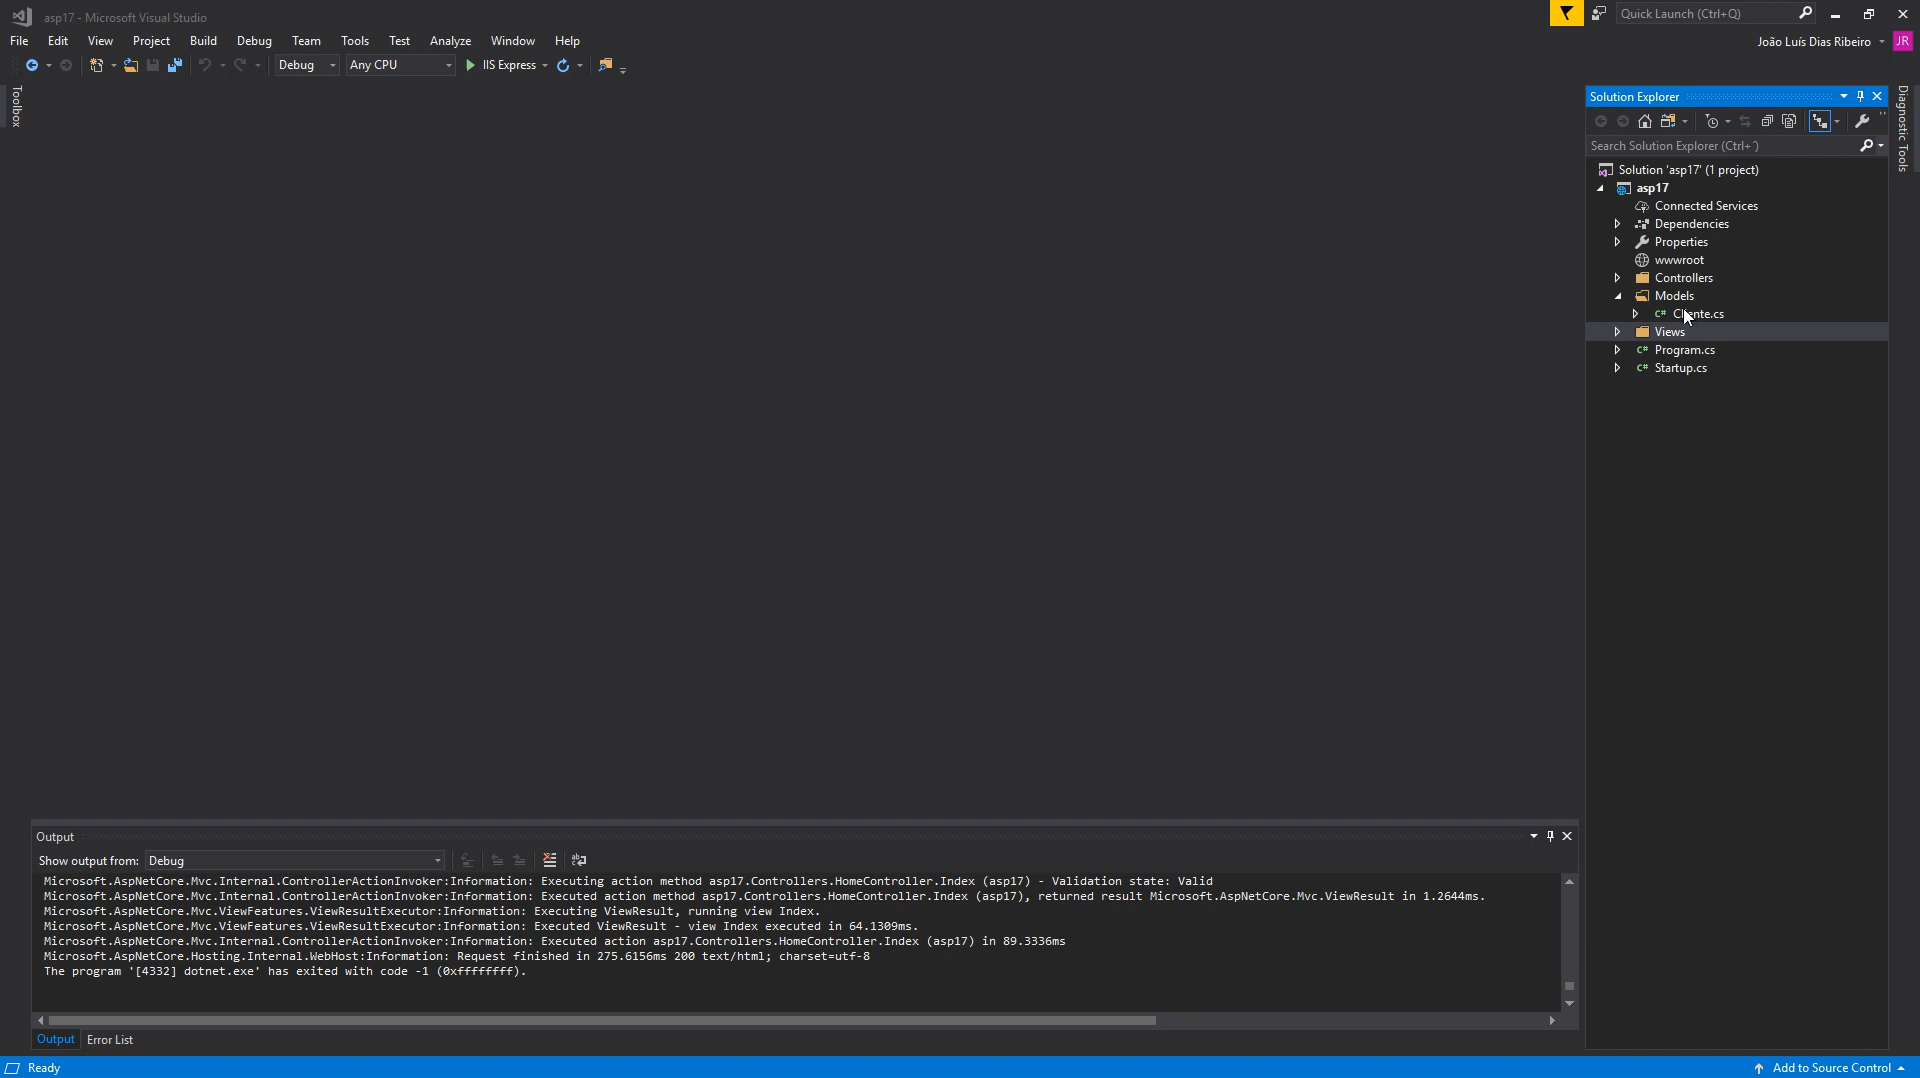 asp17 - Microsoft Visual Studio
Quick Launch (Ctrl+Q)
File Edit View Project Build Debug Team Tools Test Analyze Window Help
João Luís Dias Ribeiro JR
Debug Any CPU IIS Express
Toolbox
Solution Explorer
Diagnostic Tools
Search Solution Explorer (Ctrl+´)
Solution 'asp17' (1 project)
asp17
Connected Services
Dependencies
Properties
wwwroot
Controllers
Models
C# Cliente.cs
Views
C# Program.cs
C# Startup.cs
Output
Show output from: Debug
Microsoft.AspNetCore.Mvc.Internal.ControllerActionInvoker:Information: Executing action method asp17.Controllers.HomeController.Index (asp17) - Validation state: Valid
Microsoft.AspNetCore.Mvc.Internal.ControllerActionInvoker:Information: Executed action method asp17.Controllers.HomeController.Index (asp17), returned result Microsoft.AspNetCore.Mvc.ViewResult in 1.2644ms.
Microsoft.AspNetCore.Mvc.ViewFeatures.ViewResultExecutor:Information: Executing ViewResult, running view Index.
Microsoft.AspNetCore.Mvc.ViewFeatures.ViewResultExecutor:Information: Executed ViewResult - view Index executed in 64.1309ms.
Microsoft.AspNetCore.Mvc.Internal.ControllerActionInvoker:Information: Executed action asp17.Controllers.HomeController.Index (asp17) in 89.3336ms
Microsoft.AspNetCore.Hosting.Internal.WebHost:Information: Request finished in 275.6156ms 200 text/html; charset=utf-8
The program '[4332] dotnet.exe' has exited with code -1 (0xffffffff).
Output Error List
Ready
Add to Source Control